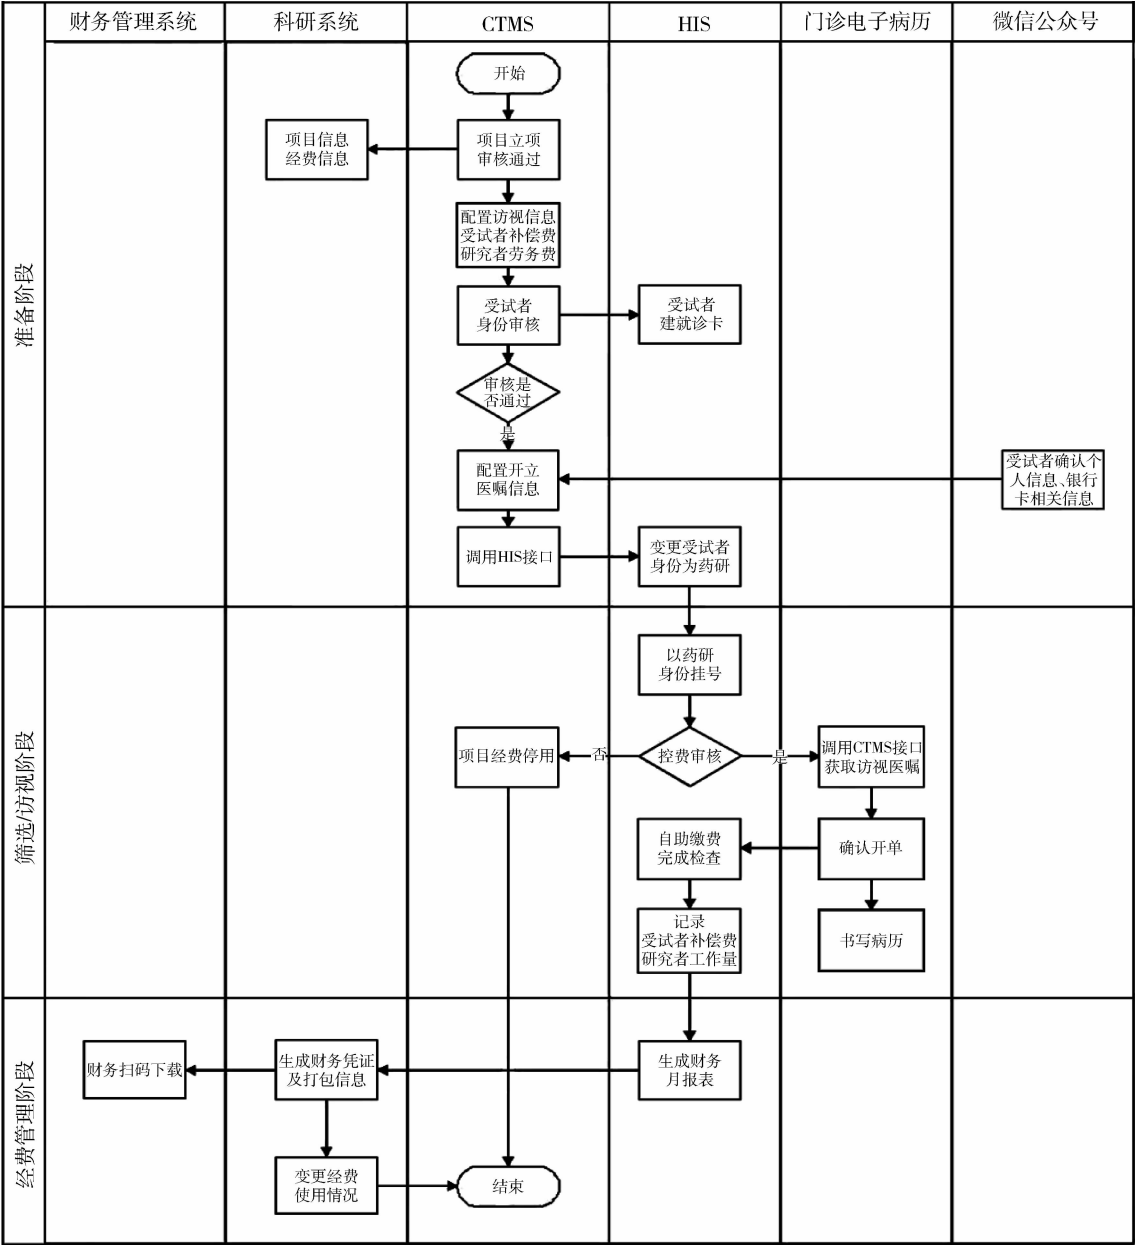 财务管理系统
科研系统
CTMS
HIS
门诊电子病历
微信公众号
准备阶段
开始
项目信息
经费信息
项目立项
审核通过
配置访视信息
受试者补偿费
研究者劳务费
受试者
身份审核
受试者
建就诊卡
审核是
否通过
是
配置开立
医嘱信息
受试者确认个
人信息、银行
卡相关信息
调用HIS接口
变更受试者
身份为药研
筛选/访视阶段
以药研
身份挂号
项目经费停用
否
控费审核
是
调用CTMS接口
获取访视医嘱
自助缴费
完成检查
确认开单
记录
受试者补偿费
研究者工作量
书写病历
经费管理阶段
财务扫码下载
生成财务凭证
及打包信息
生成财务
月报表
变更经费
使用情况
结束